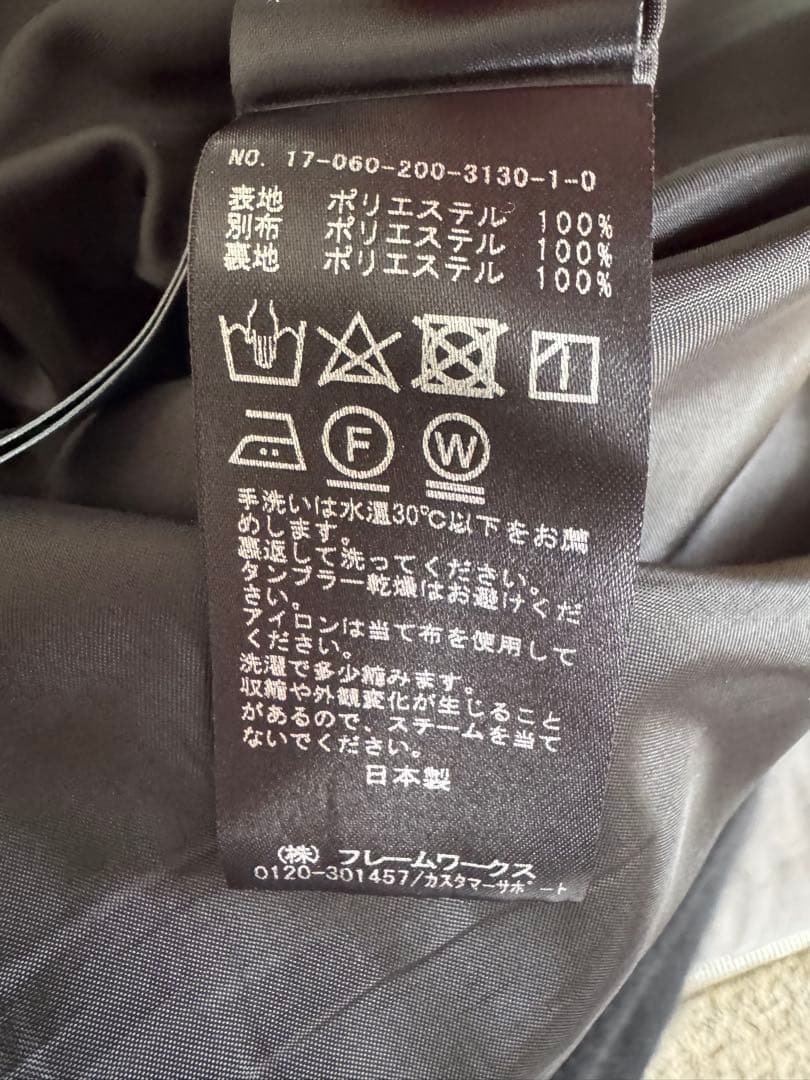 NO. 17-060-200-3130-1-0
表地 ポリエステル 100%
別布 ポリエステル 100%
裏地 ポリエステル 100%
F W
手洗いは水温30℃以下をお薦
めします。
裏返して洗ってください。
タンブラー乾燥はお避けくだ
さい。
アイロンは当て布を使用して
ください。
洗濯で多少縮みます。
収縮や外観変化が生じること
があるので、スチームを当て
ないでください。
日本製
(株) フレームワークス
0120-301457/カスタマーサポート